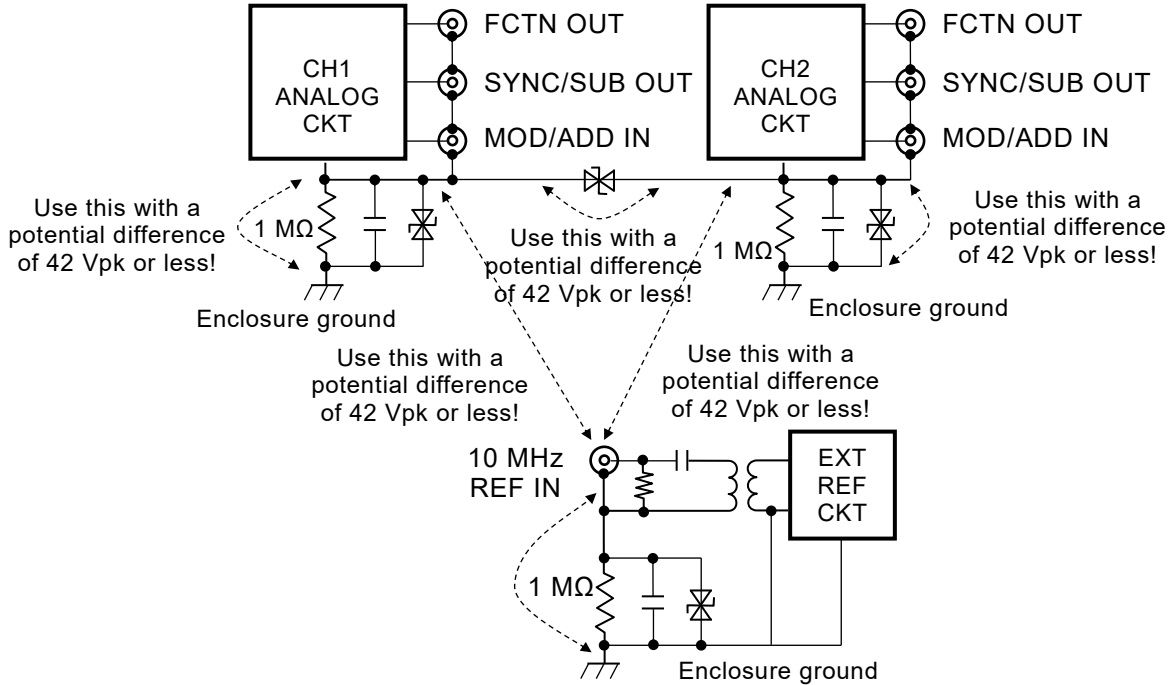 CH1
ANALOG
CKT
FCTN OUT
SYNC/SUB OUT
MOD/ADD IN
CH2
ANALOG
CKT
FCTN OUT
SYNC/SUB OUT
MOD/ADD IN
Use this with a
potential difference
of 42 Vpk or less!
1 MΩ
Enclosure ground
Use this with a
potential difference
of 42 Vpk or less!
1 MΩ
Enclosure ground
Use this with a
potential difference
of 42 Vpk or less!
Use this with a
potential difference
of 42 Vpk or less!
Use this with a
potential difference
of 42 Vpk or less!
10 MHz
REF IN
EXT
REF
CKT
1 MΩ
Enclosure ground